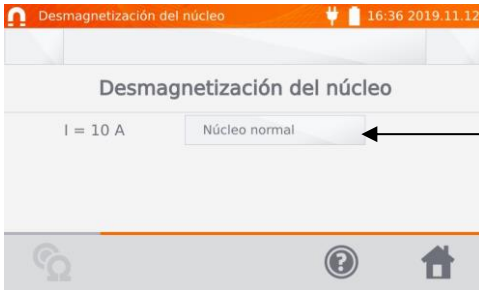 Desmagnetización del núcleo 16:36 2019.11.12
Desmagnetización del núcleo
I = 10 A Núcleo normal